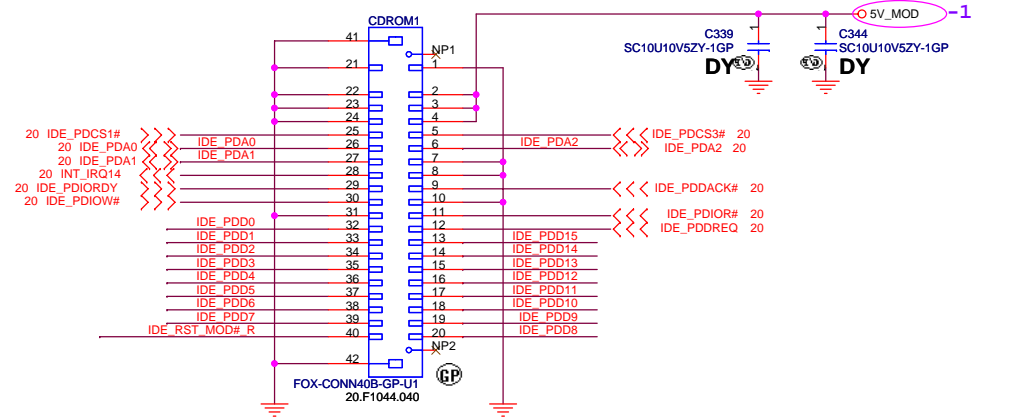 CDROM1
5V_MOD
-1
C339
SC10U10V5ZY-1GP
DY
1
C344
SC10U10V5ZY-1GP
DY
1
41
NP1
21
1
22
2
23
3
24
4
20 IDE_PDCS1#
25
5
IDE_PDCS3# 20
20 IDE_PDA0
IDE_PDA0
26
6
IDE_PDA2
IDE_PDA2 20
20 IDE_PDA1
IDE_PDA1
27
7
20 INT_IRQ14
28
8
20 IDE_PDIORDY
29
9
IDE_PDDACK# 20
20 IDE_PDIOW#
30
10
31
11
IDE_PDIOR# 20
IDE_PDD0
32
12
IDE_PDDREQ 20
IDE_PDD1
33
13
IDE_PDD15
IDE_PDD2
34
14
IDE_PDD14
IDE_PDD3
35
15
IDE_PDD13
IDE_PDD4
36
16
IDE_PDD12
IDE_PDD5
37
17
IDE_PDD11
IDE_PDD6
38
18
IDE_PDD10
IDE_PDD7
39
19
IDE_PDD9
IDE_RST_MOD#_R
40
20
IDE_PDD8
NP2
42
GP
FOX-CONN40B-GP-U1
20.F1044.040